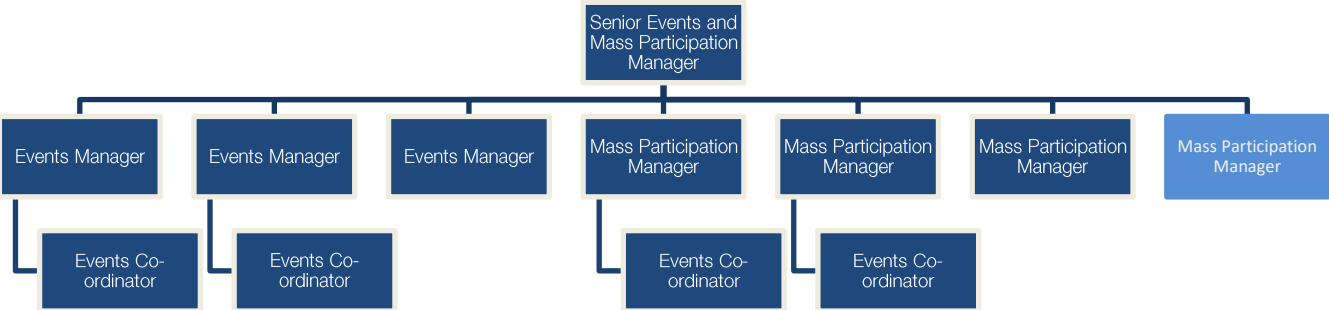 Senior Events and
Mass Participation
Manager
Events Manager
Events Manager
Events Manager
Mass Participation
Manager
Mass Participation
Manager
Mass Participation
Manager
Mass Participation
Manager
Events Co-
ordinator
Events Co-
ordinator
Events Co-
ordinator
Events Co-
ordinator